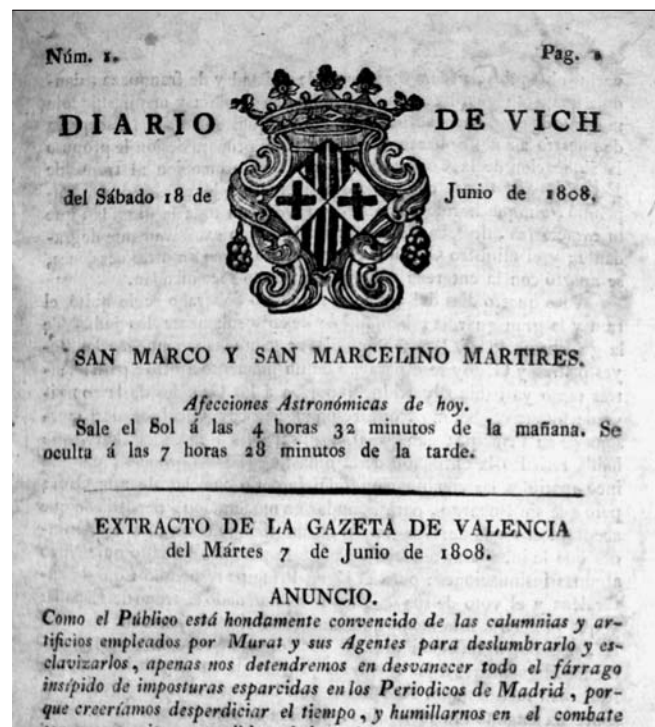 Núm. 1. Pag. 1
DIARIO DE VICH
del Sábado 18 de Junio de 1808.
SAN MARCO Y SAN MARCELINO MARTIRES.
Afecciones Astronómicas de hoy.
Sale el Sol á las 4 horas 32 minutos de la mañana. Se
oculta á las 7 horas 28 minutos de la tarde.
EXTRACTO DE LA GAZETA DE VALENCIA
del Mártes 7 de Junio de 1808.
ANUNCIO.
Como el Público está hondamente convencido de las calumnias y ar-
tificios empleados por Murat y sus Agentes para deslumbrarlo y es-
clavizarlos, apenas nos detendremos en desvanecer todo el fárrago
insípido de imposturas esparcidas en los Periodicos de Madrid, por-
que creeríamos desperdiciar el tiempo, y humillarnos en el combate